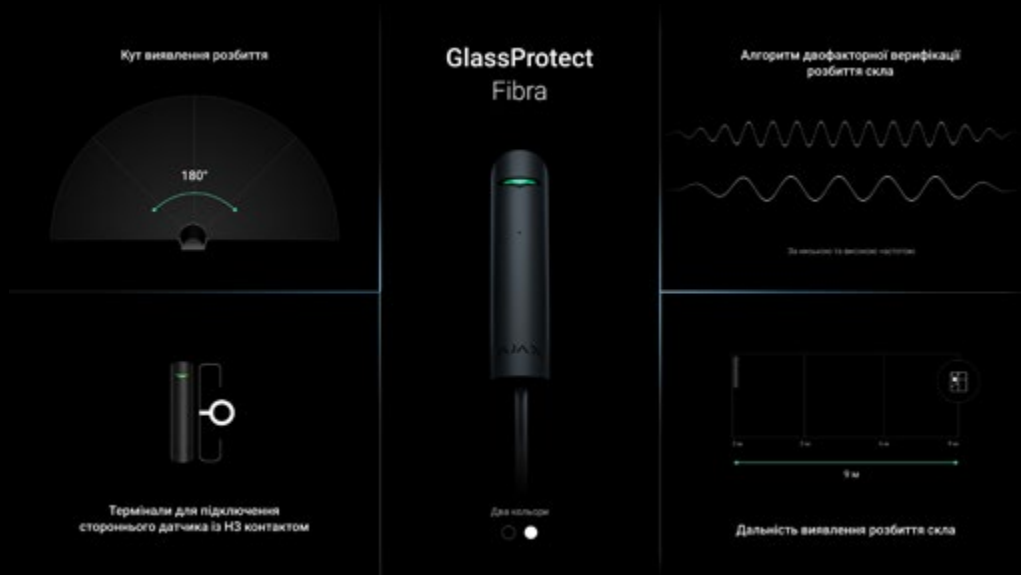 Кут виявлення розбиття
180°
GlassProtect
Fibra
AJAX
Два кольори
Алгоритм двофакторної верифікації
розбиття скла
За низькою та високою частотою
Термінали для підключення
стороннього датчика із НЗ контактом
9 м
Дальність виявлення розбиття скла